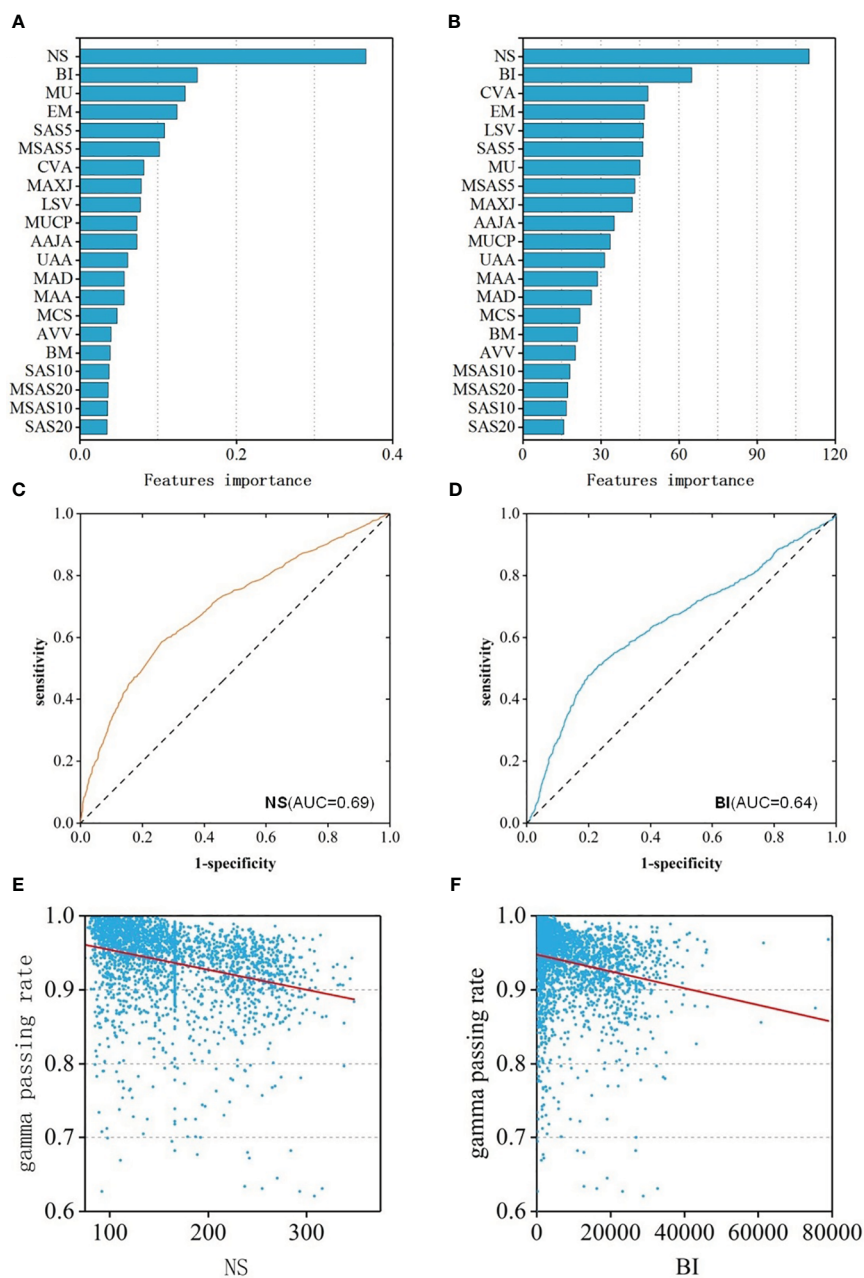 A
NS
BI
MU
EM
SAS5
MSAS5
CVA
MAXJ
LSV
MUCP
AAJA
UAA
MAD
MAA
MCS
AVV
BM
SAS10
MSAS20
MSAS10
SAS20
0.0 0.2 0.4
Features importance
B
NS
BI
CVA
EM
LSV
SAS5
MU
MSAS5
MAXJ
AAJA
MUCP
UAA
MAA
MAD
MCS
BM
AVV
MSAS10
MSAS20
SAS10
SAS20
0 30 60 90 120
Features importance
C
1.0
0.8
0.6
0.4
0.2
0.0
sensitivity
NS(AUC=0.69)
0.0 0.2 0.4 0.6 0.8 1.0
1-specificity
D
1.0
0.8
0.6
0.4
0.2
0.0
sensitivity
BI(AUC=0.64)
0.0 0.2 0.4 0.6 0.8 1.0
1-specificity
E
1.0
0.9
0.8
0.7
0.6
gamma passing rate
100 200 300
NS
F
1.0
0.9
0.8
0.7
0.6
gamma passing rate
0 20000 40000 60000 80000
BI